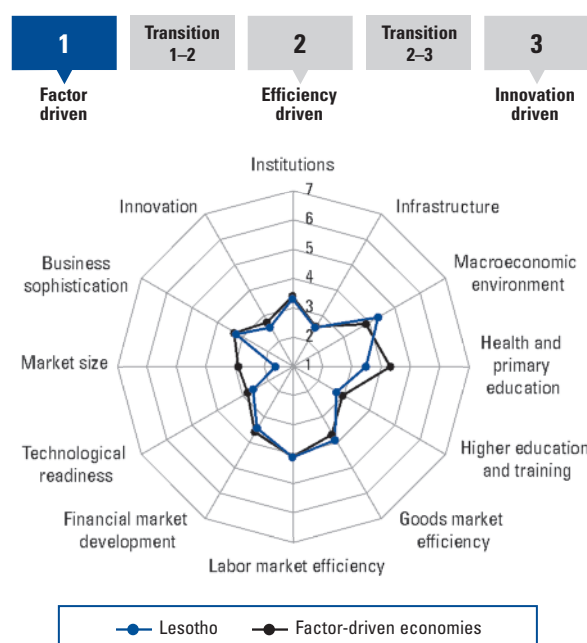 1
Transition
1–2
2
Transition
2–3
3
Factor
driven
Efficiency
driven
Innovation
driven
Institutions
Innovation
Infrastructure
Business
sophistication
Macroeconomic
environment
Market size
Health and
primary
education
Technological
readiness
Higher education
and training
Financial market
development
Goods market
efficiency
Labor market efficiency
7
6
5
4
3
2
1
Lesotho
Factor-driven economies